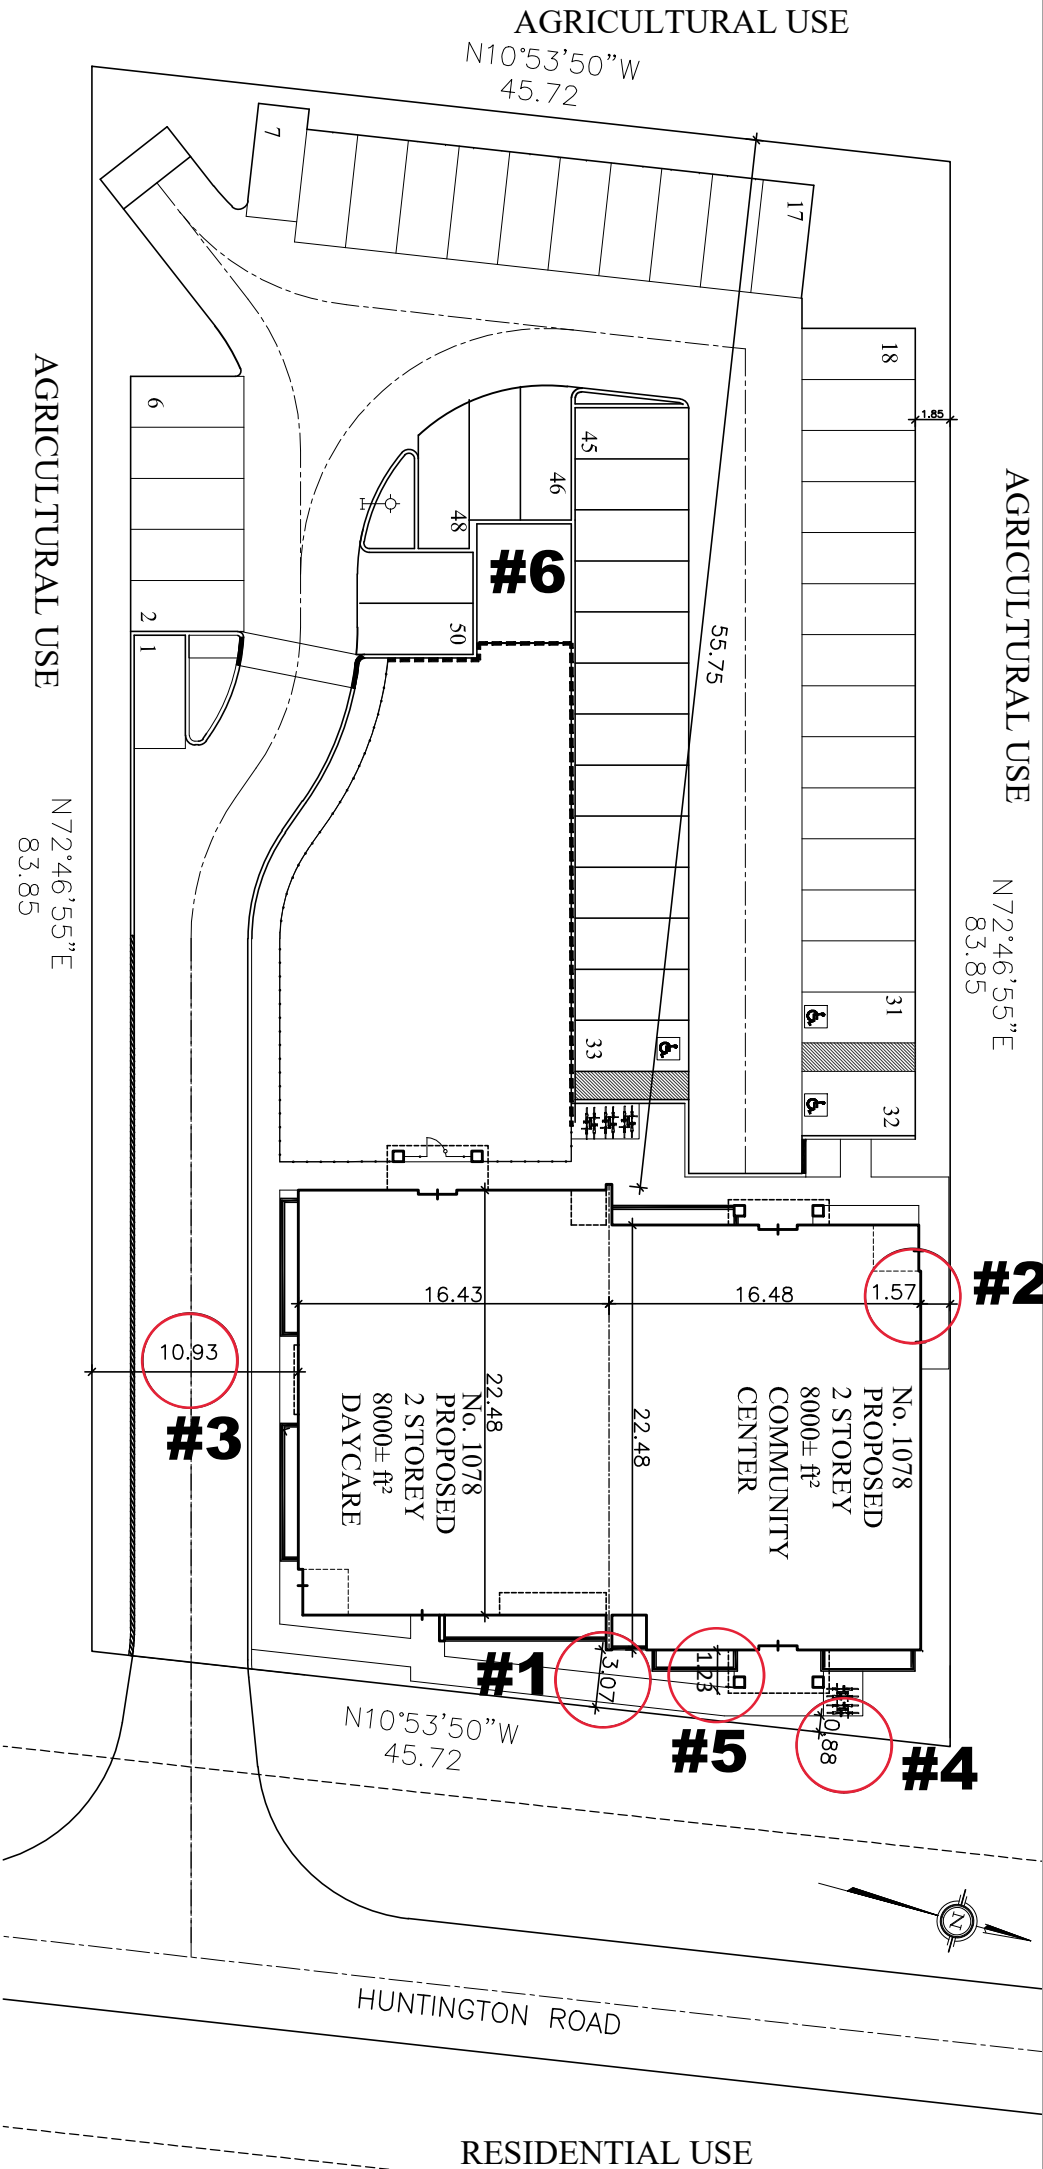 AGRICULTURAL USE
N10°53'50"W
45.72
7
17
18
1.85
6
45
46
48
#6
50
2
1
55.75
AGRICULTURAL USE
AGRICULTURAL USE
N72°46'55"E
83.85
N72°46'55"E
83.85
31
33
32
#2
16.43
16.48
1.57
10.93
#3
22.48
22.48
No. 1078
PROPOSED
2 STOREY
8000± ft²
DAYCARE
No. 1078
PROPOSED
2 STOREY
8000± ft²
COMMUNITY
CENTER
#1
3.07
1.23
#5
0.88
#4
N10°53'50"W
45.72
N
HUNTINGTON ROAD
RESIDENTIAL USE